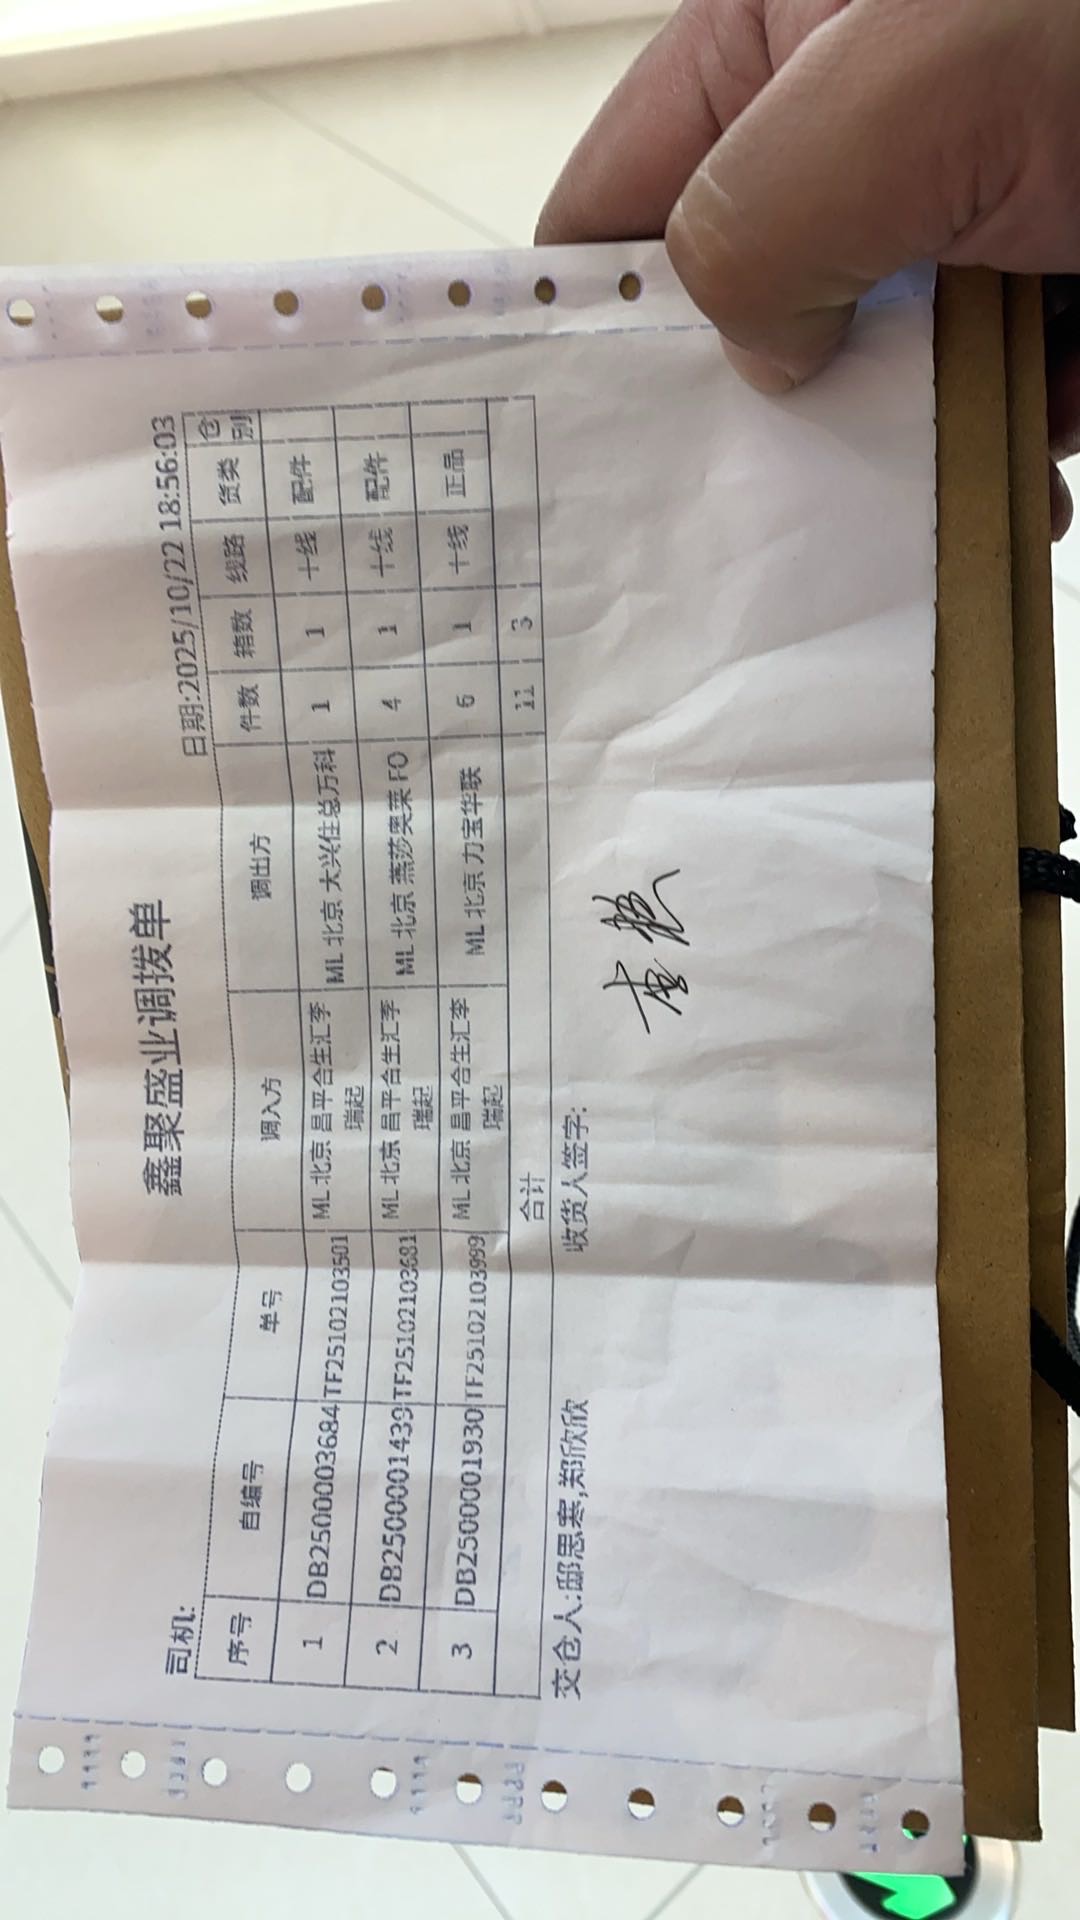 鑫聚盛业调拨单
司机:
日期:2025/10/22 18:56:03
序号 自编号 单号 调入方 调出方 件数 箱数 线路 货类 仓别
1 DB2500003684 TF25102103501 ML 北京 昌平合生汇李瑞起 ML 北京 大兴住总万科 1 1 十线 配件
2 DB2500001439 TF25102103681 ML 北京 昌平合生汇李瑞起 ML 北京 燕莎奥莱 FO 4 1 十线 配件
3 DB2500001930 TF25102103999 ML 北京 昌平合生汇李瑞起 ML 北京 力宝华联 6 1 十线 正品
合计 11 3
交仓人:邸思寒,郑欣欣 收货人签字: